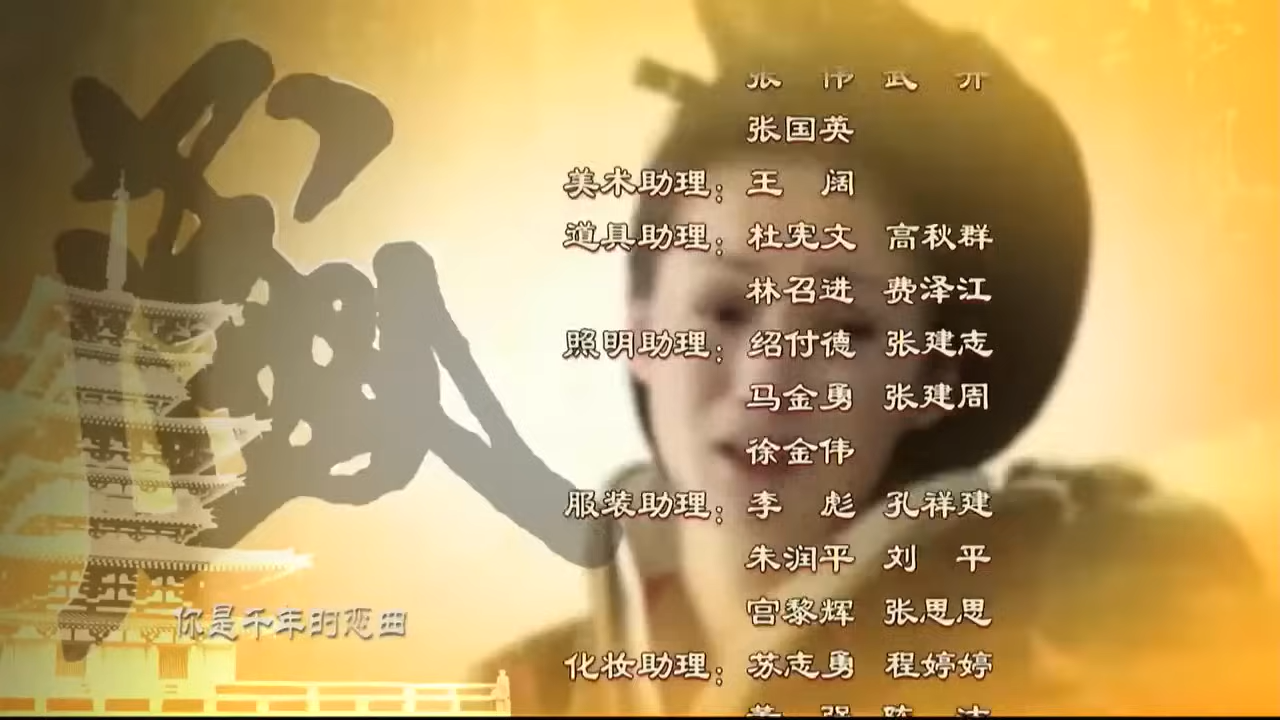 张　伟 武　升
张国英
美术助理：王　阔
道具助理：杜宪文 高秋群
林召进 费泽江
照明助理：绍付德 张建志
马金勇 张建周
徐金伟
服装助理：李　彪 孔祥建
朱润平 刘　平
宫黎辉 张思思
化妆助理：苏志勇 程婷婷
你是千年的恋曲